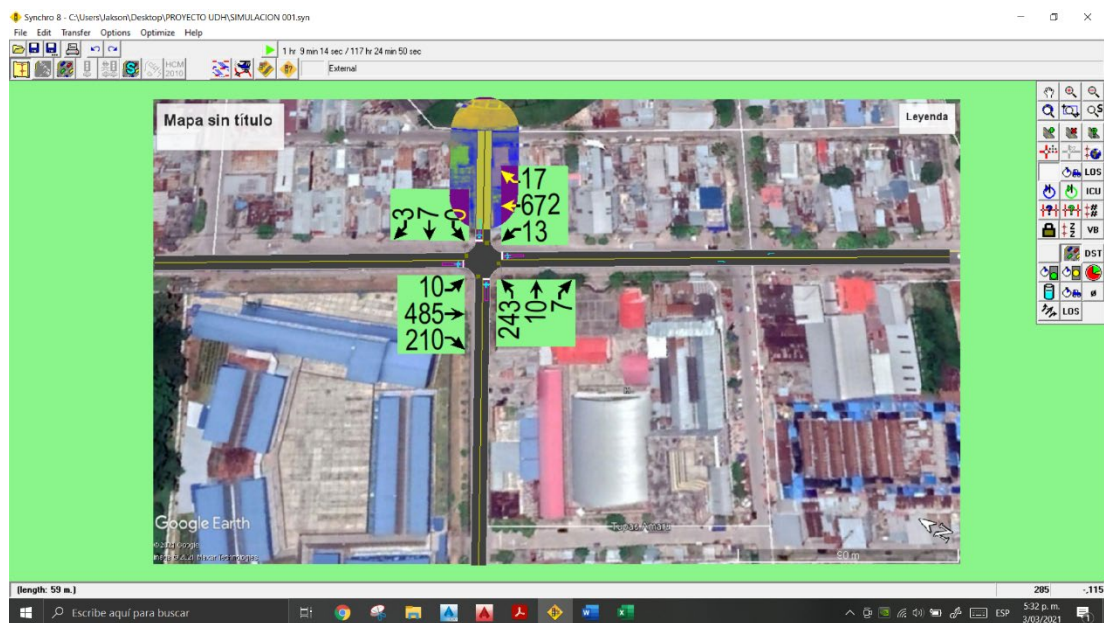 Synchro 8 - C:\Users\Jakson\Desktop\PROYECTO UDH\SIMULACION 001.syn
File Edit Transfer Options Optimize Help
1 hr 9 min 14 sec / 117 hr 24 min 50 sec
HCM 2010
External
Mapa sin título
Leyenda
LOS
ICU
VB
DST
ø
LOS
3 7 0
17
672
13
10
485
210
243 10 7
Google Earth
Tupac Amaru
90 m
(length: 59 m.)
285 -,115
Escribe aquí para buscar
ESP
5:32 p. m.
3/03/2021